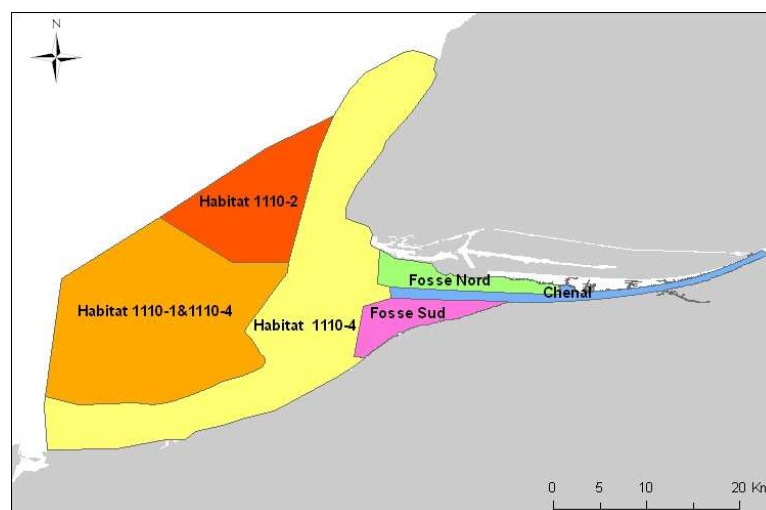 N
Habitat 1110-2
Fosse Nord
Chenal
Habitat 1110-1&1110-4
Habitat 1110-4
Fosse Sud
0 5 10 20 Km